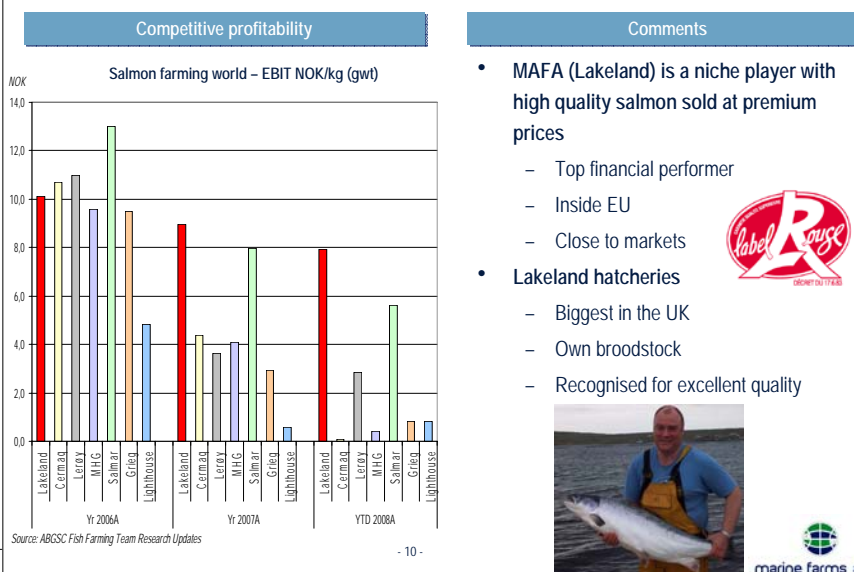 Competitive profitability
Salmon farming world – EBIT NOK/kg (gwt)
NOK
14,0
12,0
10,0
8,0
6,0
4,0
2,0
0,0
Lakeland
Cermaq
Lerøy
MHG
Salmar
Grieg
Lighthouse
Lakeland
Cermaq
Lerøy
MHG
Salmar
Grieg
Lighthouse
Lakeland
Cermaq
Lerøy
MHG
Salmar
Grieg
Lighthouse
Yr 2006A
Yr 2007A
YTD 2008A
Source: ABGSC Fish Farming Team Research Updates
- 10 -
Comments
• MAFA (Lakeland) is a niche player with
high quality salmon sold at premium
prices
– Top financial performer
– Inside EU
– Close to markets
label Rouge
• Lakeland hatcheries
– Biggest in the UK
– Own broodstock
– Recognised for excellent quality
marine farms